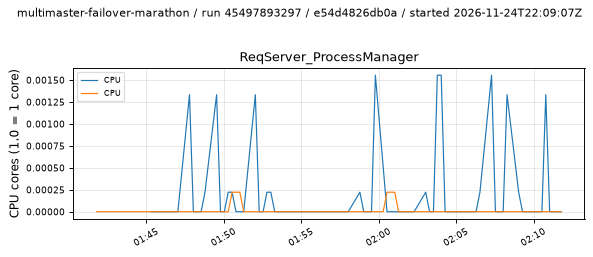 multimaster-failover-marathon / run 45497893297 / e54d4826db0a / started 2026-11-24T22:09:07Z
ReqServer_ProcessManager
CPU cores (1.0 = 1 core)
0.00150
0.00125
0.00100
0.00075
0.00050
0.00025
0.00000
CPU
CPU
01:45
01:50
01:55
02:00
02:05
02:10